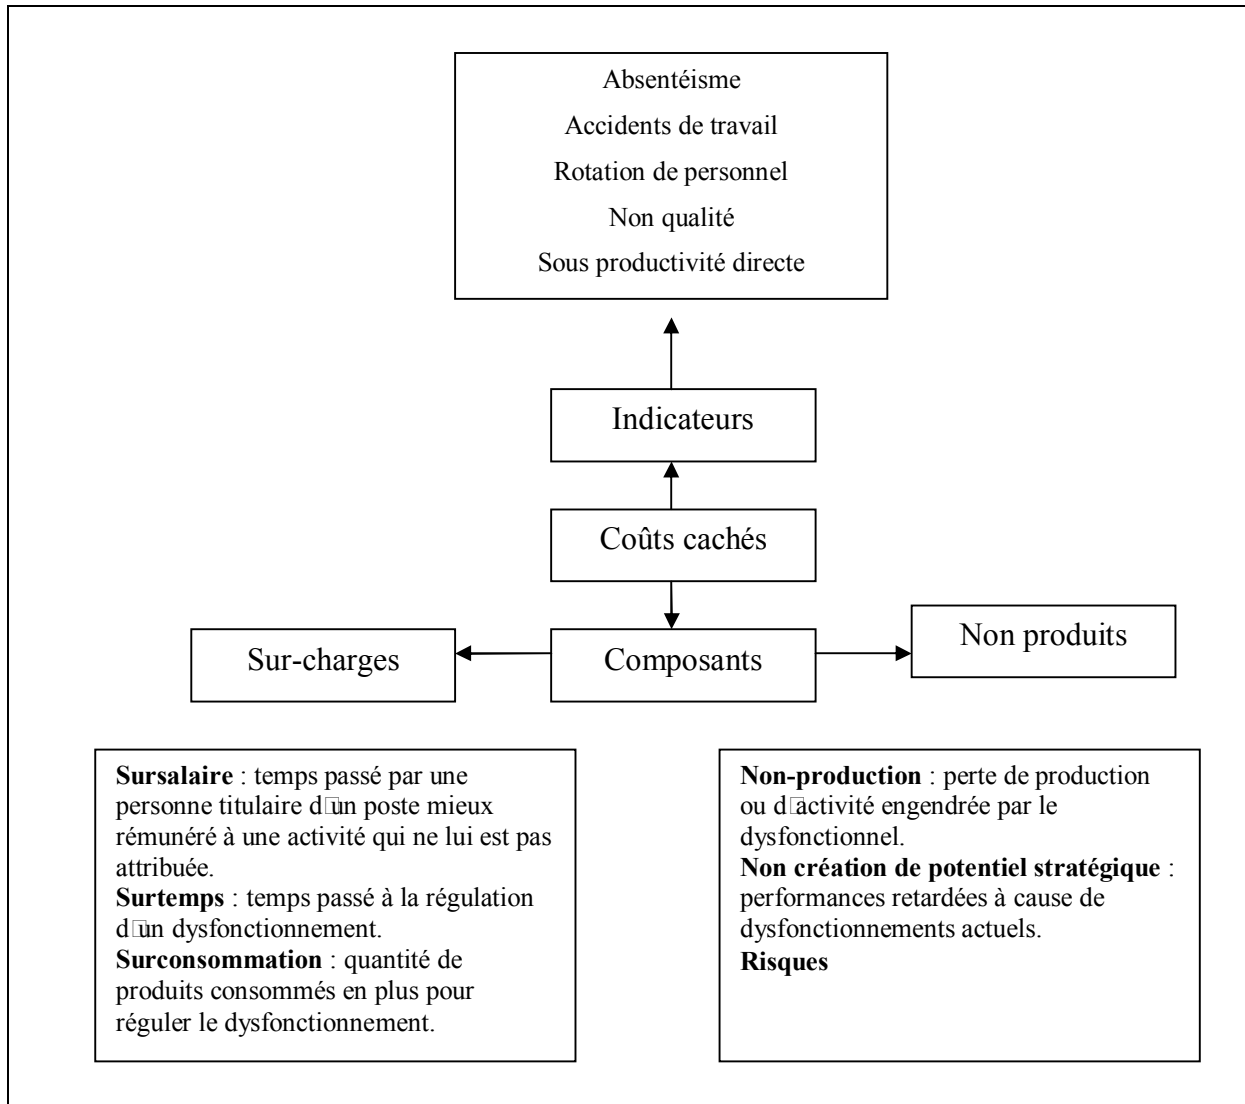 Absentéisme
Accidents de travail
Rotation de personnel
Non qualité
Sous productivité directe
Indicateurs
Coûts cachés
Sur-charges
Composants
Non produits
Sursalaire : temps passé par une
personne titulaire d□un poste mieux
rémunéré à une activité qui ne lui est pas
attribuée.
Surtemps : temps passé à la régulation
d□un dysfonctionnement.
Surconsommation : quantité de
produits consommés en plus pour
réguler le dysfonctionnement.
Non-production : perte de production
ou d□activité engendrée par le
dysfonctionnel.
Non création de potentiel stratégique :
performances retardées à cause de
dysfonctionnements actuels.
Risques